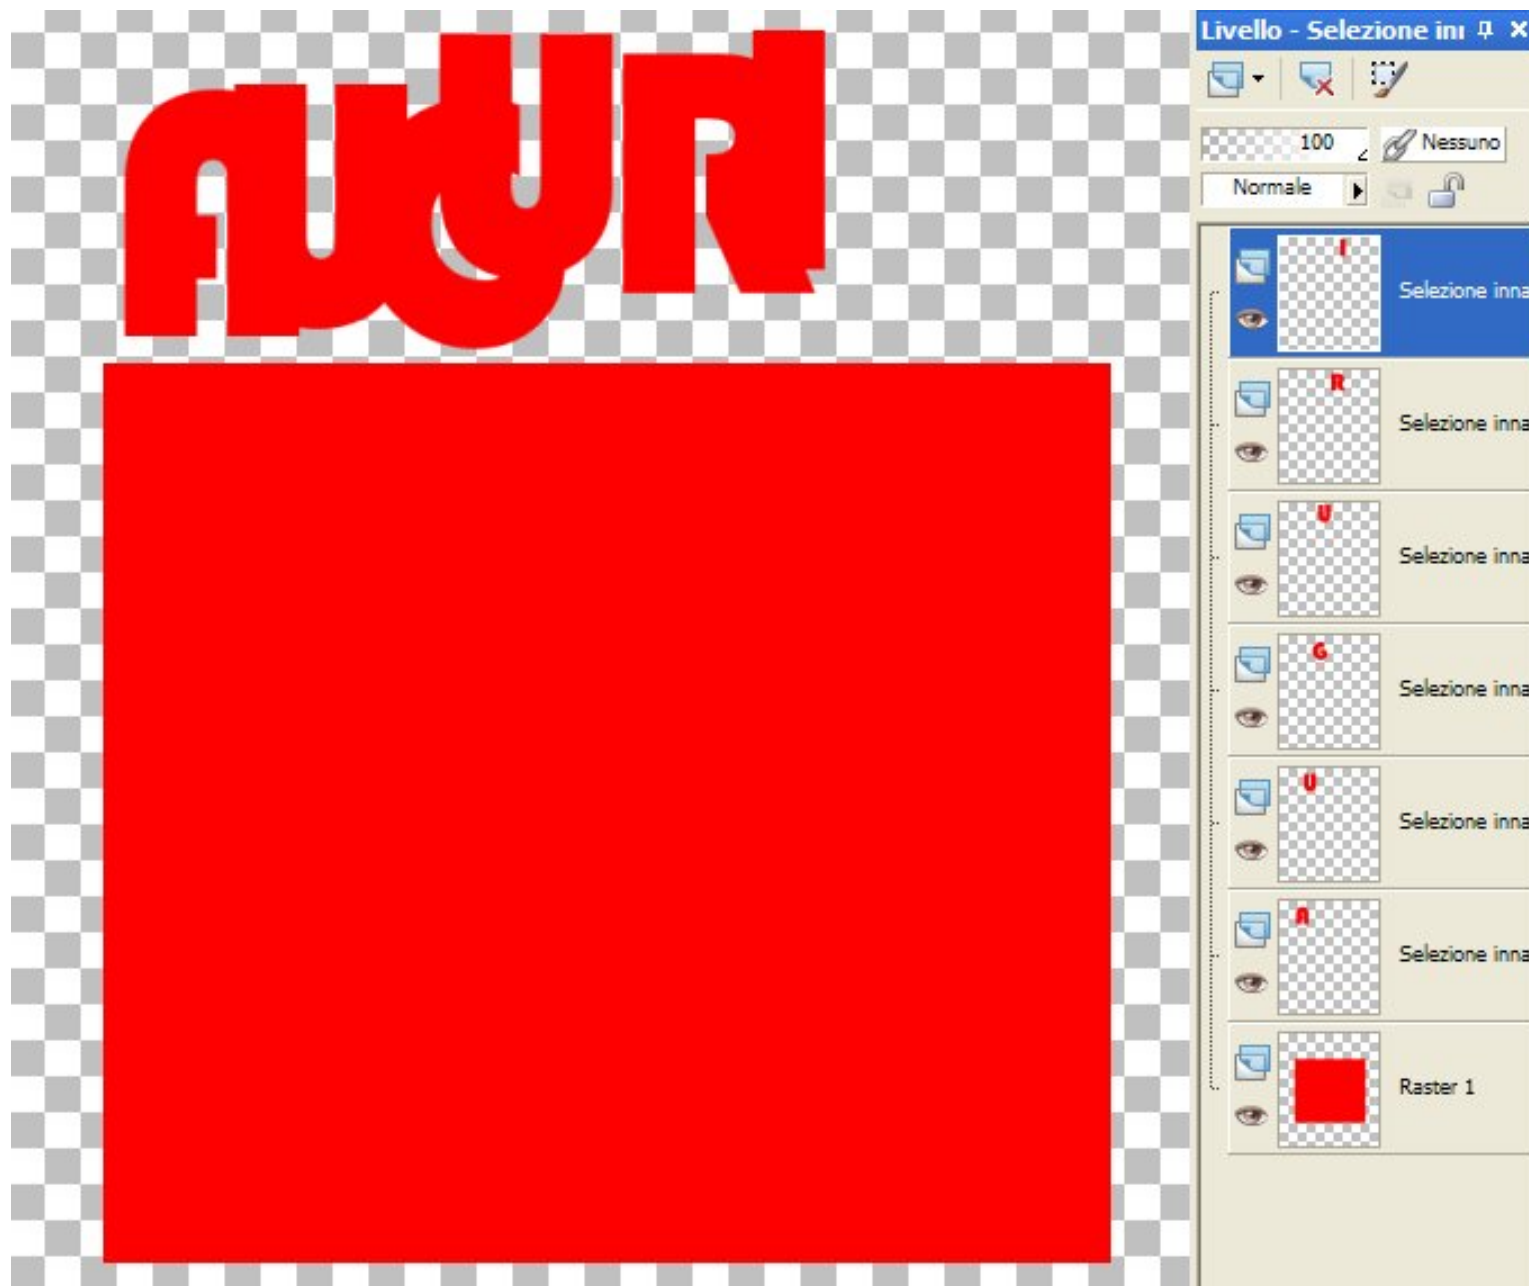 AUGURI
Livello - Selezione ini
100
Nessuno
Normale
I
Selezione inna
R
Selezione inna
U
Selezione inna
G
Selezione inna
U
Selezione inna
A
Selezione inna
Raster 1